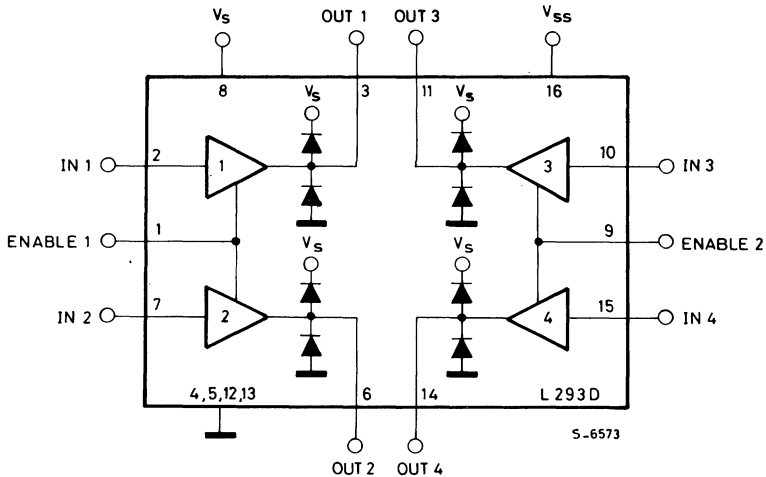 VS OUT 1 OUT 3 VSS
8 3 11 16
VS VS
2 1 3 10
IN 1 IN 3
1 9
ENABLE 1 ENABLE 2
VS VS
7 2 4 15
IN 2 IN 4
4,5,12,13 6 14 L293D
S-6573
OUT 2 OUT 4